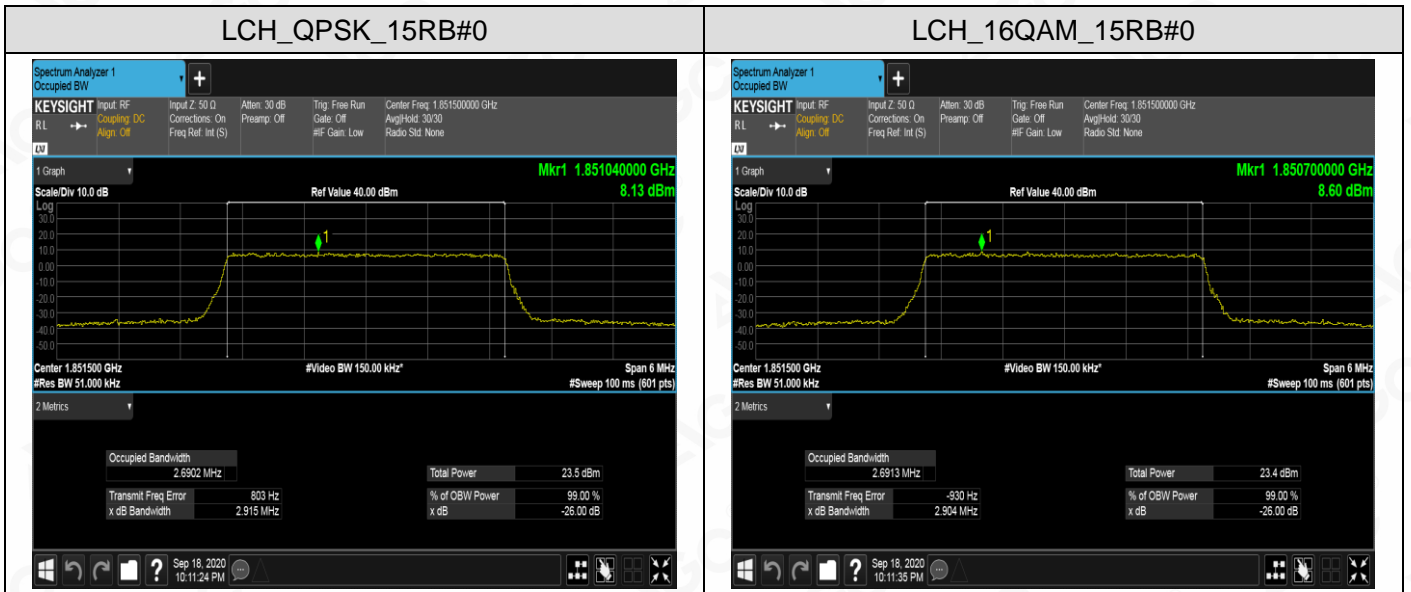 LCH_QPSK_15RB#0
Spectrum Analyzer 1
Occupied BW
+
KEYSIGHT Input: RF Input Z: 50 Ω Atten: 30 dB Trig: Free Run Center Freq: 1.851500000 GHz
RL Coupling: DC Corrections: On Preamp: Off Gate: Off Avg|Hold: 30/30
Align: Off Freq Ref: Int (S) #IF Gain: Low Radio Std: None
LXI
1 Graph Mkr1 1.851040000 GHz
Scale/Div 10.0 dB Ref Value 40.00 dBm 8.13 dBm
Log
30.0
20.0
1
10.0
0.00
-10.0
-20.0
-30.0
-40.0
-50.0
Center 1.851500 GHz #Video BW 150.00 kHz* Span 6 MHz
#Res BW 51.000 kHz #Sweep 100 ms (601 pts)
2 Metrics
Occupied Bandwidth
2.6902 MHz Total Power 23.5 dBm
Transmit Freq Error 803 Hz % of OBW Power 99.00 %
x dB Bandwidth 2.915 MHz x dB -26.00 dB
? Sep 18, 2020
10:11:24 PM
LCH_16QAM_15RB#0
Spectrum Analyzer 1
Occupied BW
+
KEYSIGHT Input: RF Input Z: 50 Ω Atten: 30 dB Trig: Free Run Center Freq: 1.851500000 GHz
RL Coupling: DC Corrections: On Preamp: Off Gate: Off Avg|Hold: 30/30
Align: Off Freq Ref: Int (S) #IF Gain: Low Radio Std: None
LXI
1 Graph Mkr1 1.850700000 GHz
Scale/Div 10.0 dB Ref Value 40.00 dBm 8.60 dBm
Log
30.0
20.0
1
10.0
0.00
-10.0
-20.0
-30.0
-40.0
-50.0
Center 1.851500 GHz #Video BW 150.00 kHz* Span 6 MHz
#Res BW 51.000 kHz #Sweep 100 ms (601 pts)
2 Metrics
Occupied Bandwidth
2.6913 MHz Total Power 23.4 dBm
Transmit Freq Error -930 Hz % of OBW Power 99.00 %
x dB Bandwidth 2.904 MHz x dB -26.00 dB
? Sep 18, 2020
10:11:35 PM